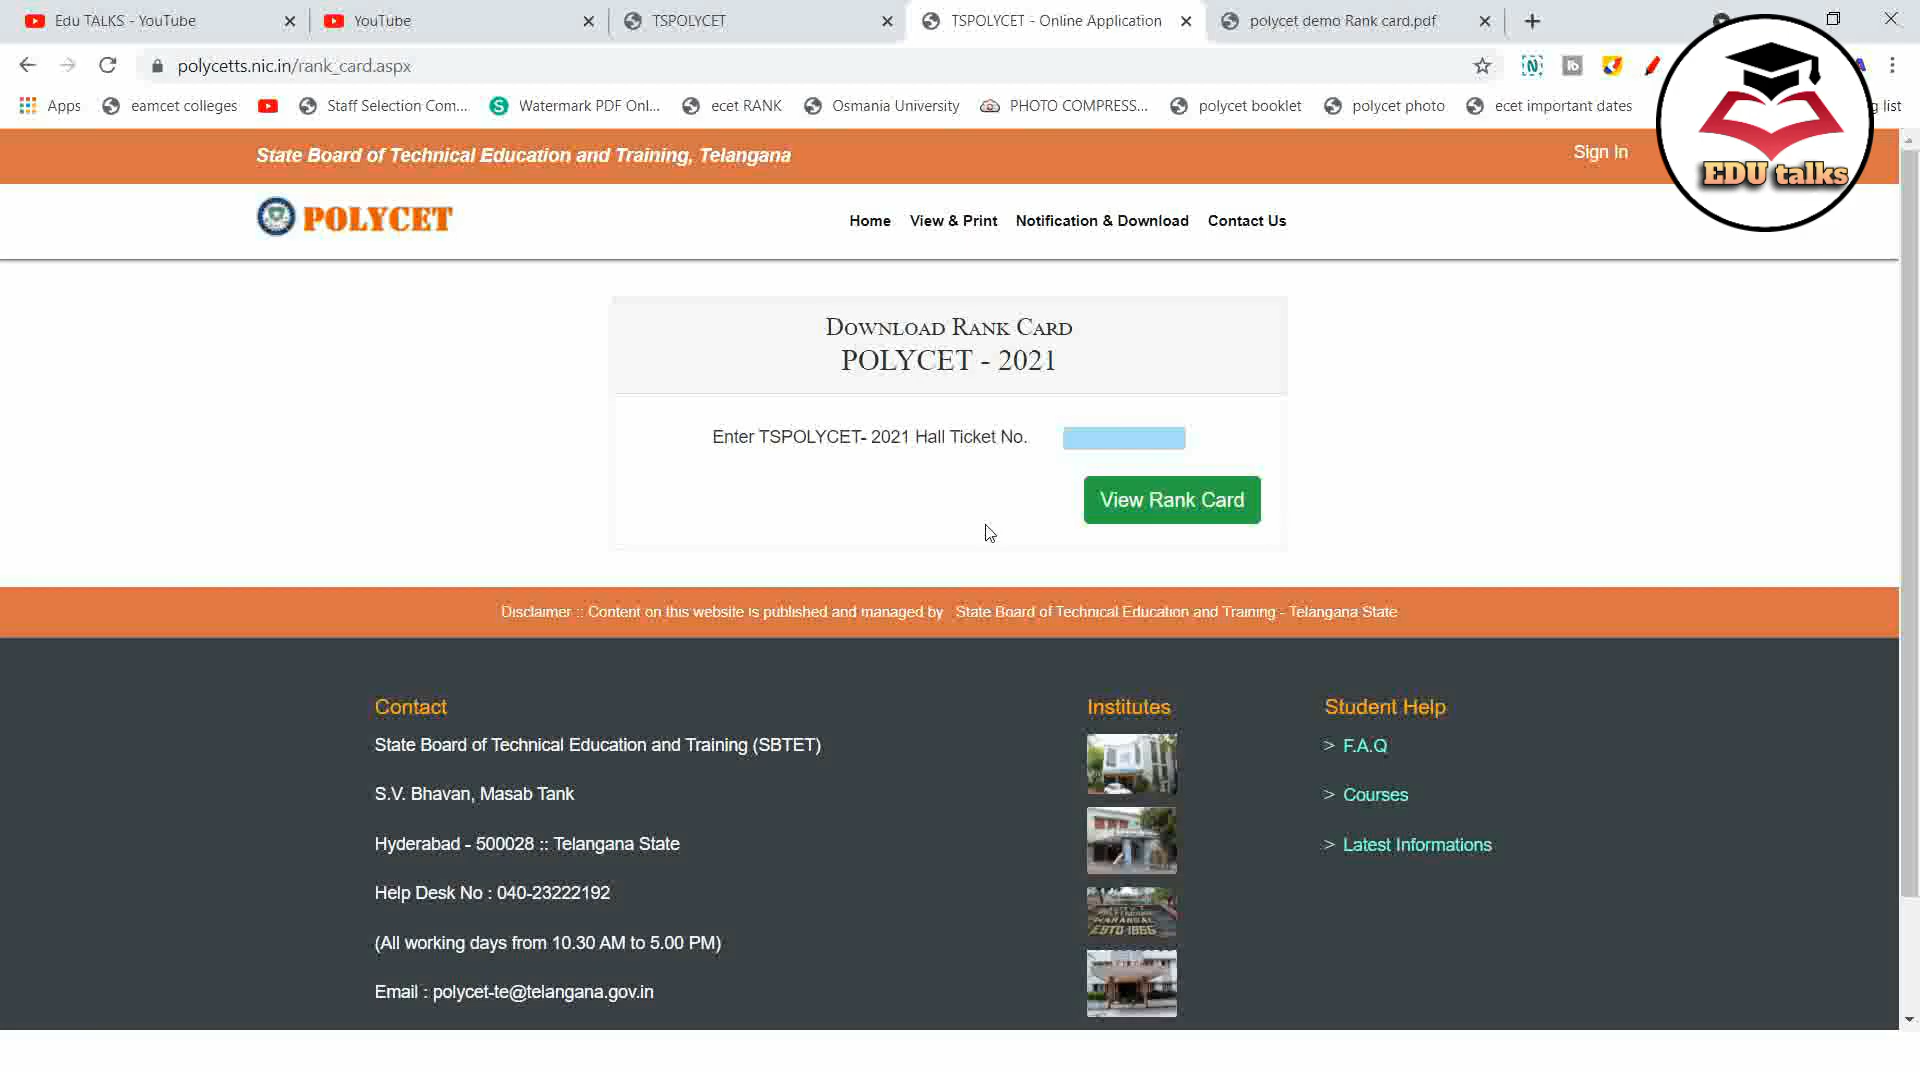 Edu TALKS - YouTube
YouTube
TSPOLYCET
TSPOLYCET - Online Application
polycet demo Rank card.pdf
polycetts.nic.in/rank_card.aspx
Apps
eamcet colleges
Staff Selection Com...
Watermark PDF Onl...
ecet RANK
Osmania University
PHOTO COMPRESS...
polycet booklet
polycet photo
ecet important dates
g list
EDU talks
State Board of Technical Education and Training, Telangana
Sign In
POLYCET
Home
View & Print
Notification & Download
Contact Us
Download Rank Card
POLYCET - 2021
Enter TSPOLYCET- 2021 Hall Ticket No.
View Rank Card
Disclaimer :: Content on this website is published and managed by State Board of Technical Education and Training - Telangana State
Contact
State Board of Technical Education and Training (SBTET)
S.V. Bhavan, Masab Tank
Hyderabad - 500028 :: Telangana State
Help Desk No : 040-23222192
(All working days from 10.30 AM to 5.00 PM)
Email : polycet-te@telangana.gov.in
Institutes
WARANGAL
ESTD 1955
Student Help
> F.A.Q
> Courses
> Latest Informations